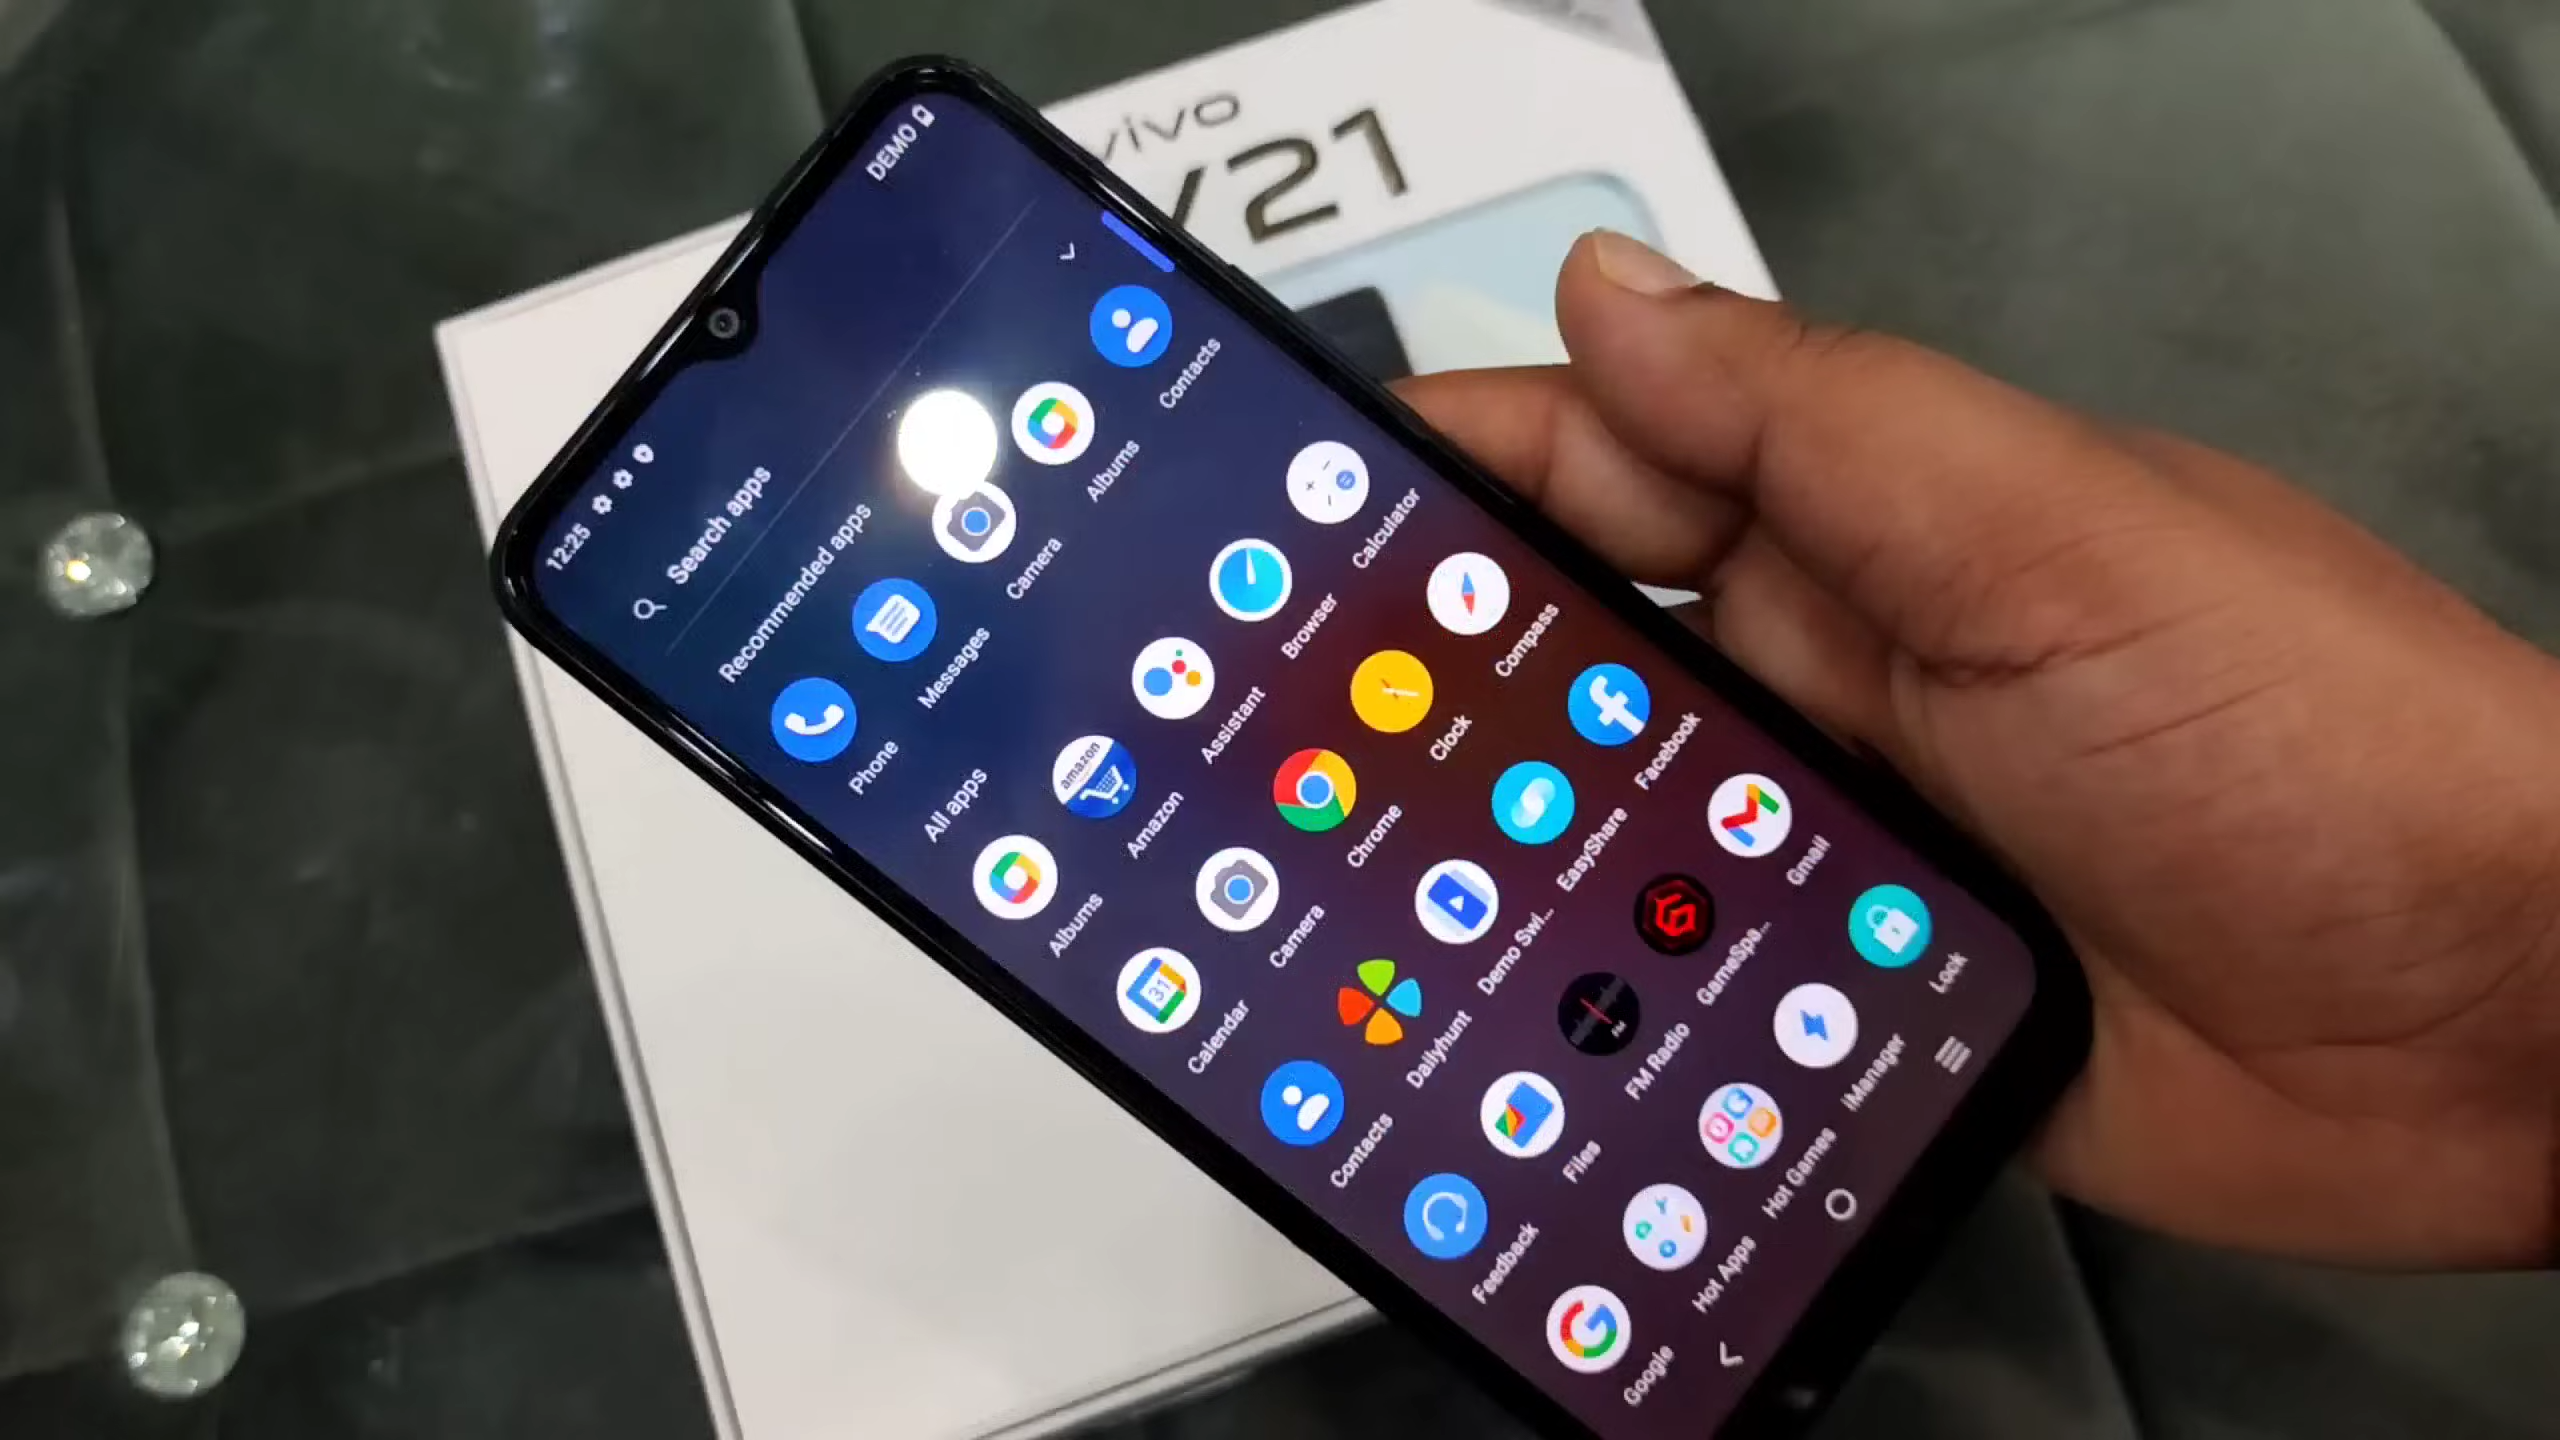 vivo
Y21
12:25
DEMO
Search apps
Recommended apps
Phone
Messages
Camera
Albums
Contacts
All apps
Albums
Amazon
amazon
Assistant
Browser
Calculator
Calendar
31
Camera
Chrome
Clock
Compass
Contacts
Dailyhunt
Demo Swi...
EasyShare
Facebook
Feedback
Files
FM Radio
FM
GameSpa...
Gmail
Google
Hot Apps
Hot Games
iManager
Lock